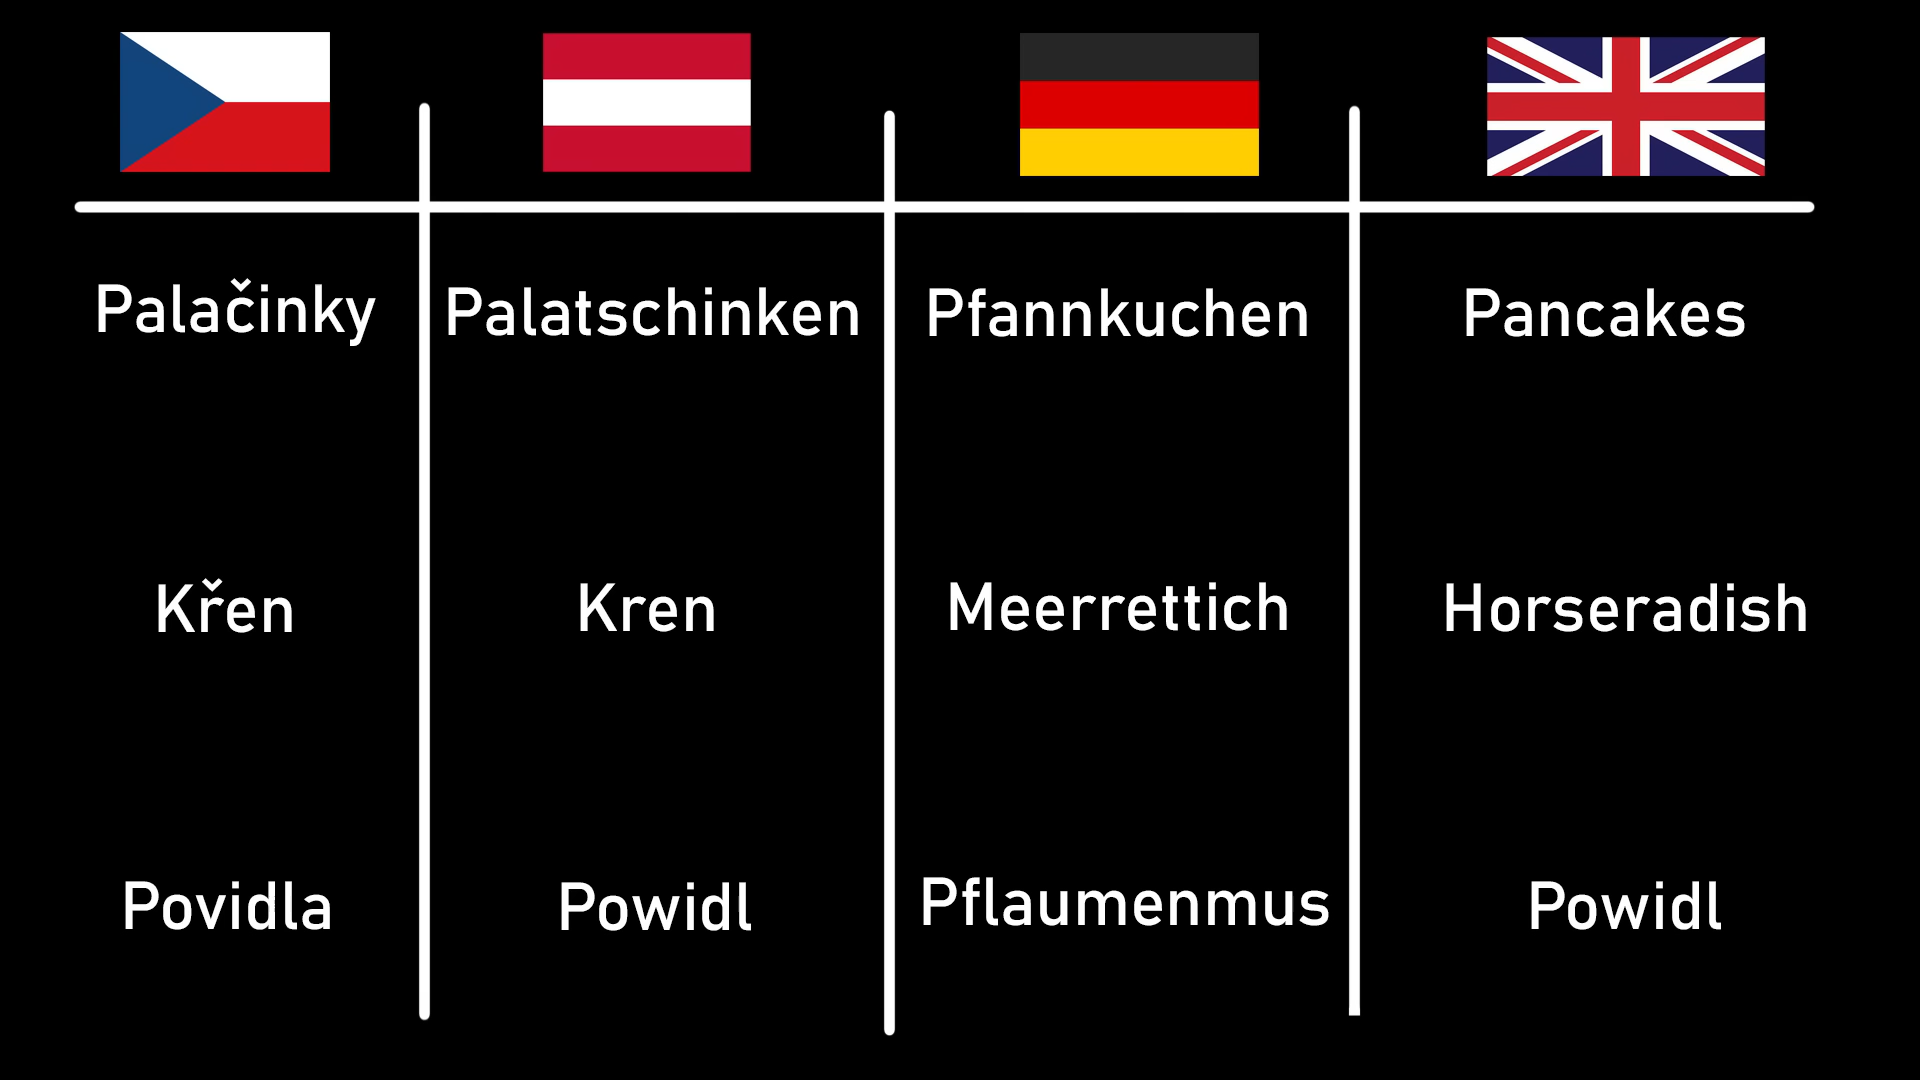 Palačinky Palatschinken Pfannkuchen Pancakes
Křen Kren Meerrettich Horseradish
Povidla Powidl Pflaumenmus Powidl